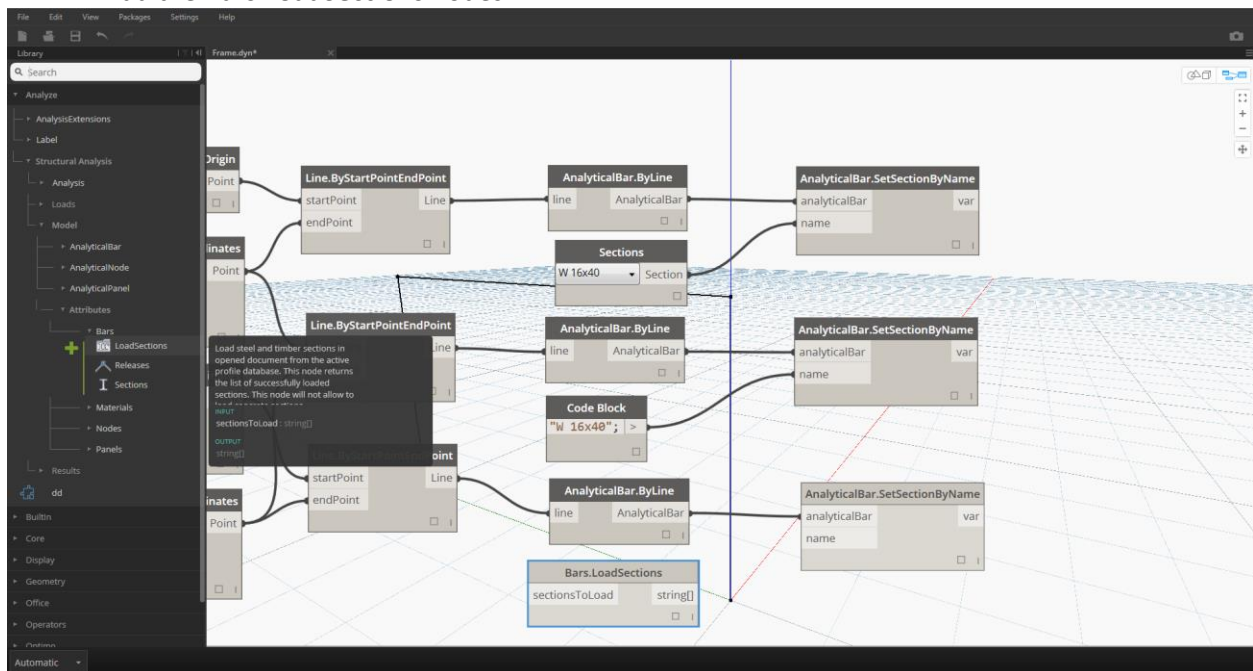 File Edit View Packages Settings Help
Library
Frame.dyn*
Search
Analyze
AnalysisExtensions
Label
Structural Analysis
Analysis
Loads
Model
AnalyticalBar
AnalyticalNode
AnalyticalPanel
Attributes
Bars
LoadSections
Releases
Sections
Materials
Nodes
Panels
Results
dd
BuiltIn
Core
Display
Geometry
Office
Operators
Automatic
Load steel and timber sections in
opened document from the active
profile database. This node returns
the list of successfully loaded
sections. This node will not allow to
INPUT
sectionsToLoad : string[]
OUTPUT
string[]
Origin
Point
inates
Point
inates
Point
Line.ByStartPointEndPoint
startPoint Line
endPoint
Line.ByStartPointEndPoint
Line
startPoint Line
endPoint
AnalyticalBar.ByLine
line AnalyticalBar
Sections
W 16x40 Section
AnalyticalBar.ByLine
line AnalyticalBar
Code Block
"W 16x40"; >
AnalyticalBar.ByLine
line AnalyticalBar
Bars.LoadSections
sectionsToLoad string[]
AnalyticalBar.SetSectionByName
analyticalBar var
name
AnalyticalBar.SetSectionByName
analyticalBar var
name
AnalyticalBar.SetSectionByName
analyticalBar var
name